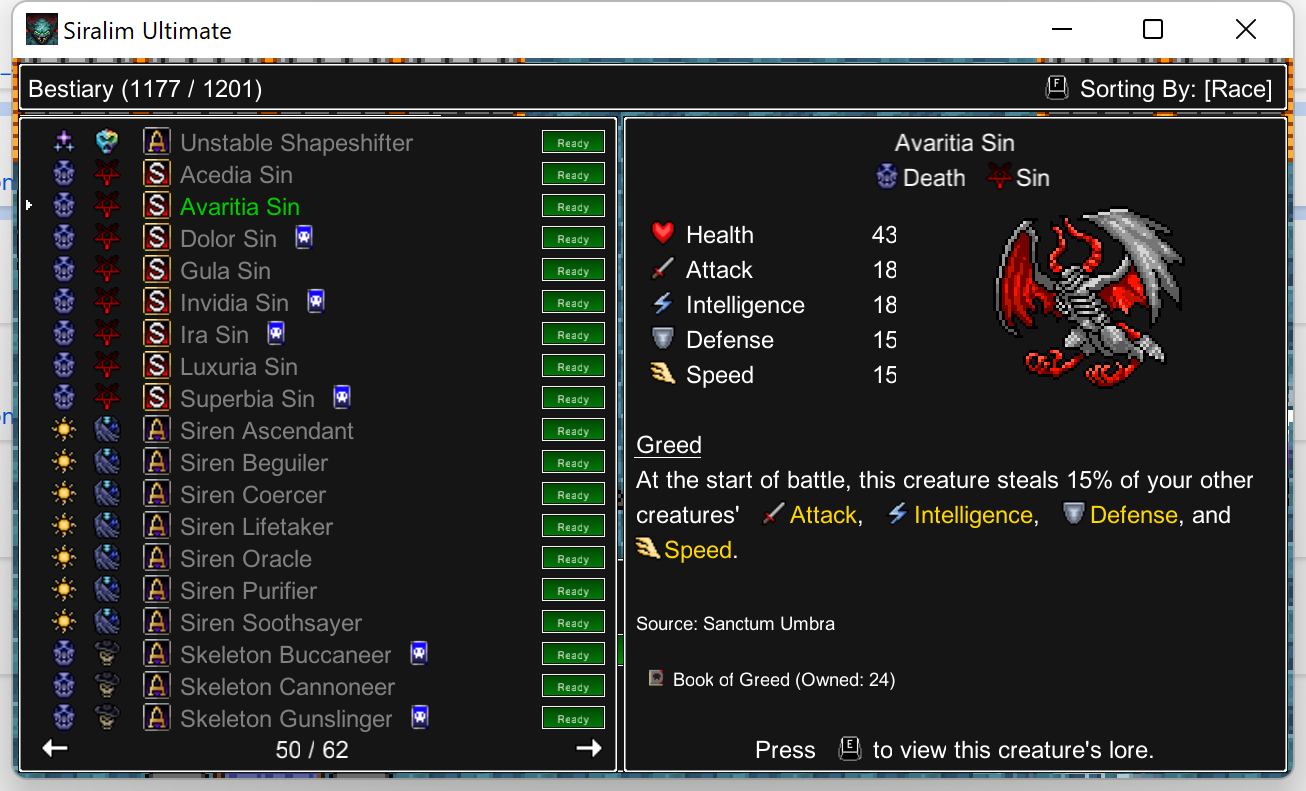 Siralim Ultimate
Bestiary (1177 / 1201)
F Sorting By: [Race]
A Unstable Shapeshifter Ready
S Acedia Sin Ready
S Avaritia Sin Ready
S Dolor Sin Ready
S Gula Sin Ready
S Invidia Sin Ready
S Ira Sin Ready
S Luxuria Sin Ready
S Superbia Sin Ready
A Siren Ascendant Ready
A Siren Beguiler Ready
A Siren Coercer Ready
A Siren Lifetaker Ready
A Siren Oracle Ready
A Siren Purifier Ready
A Siren Soothsayer Ready
A Skeleton Buccaneer Ready
A Skeleton Cannoneer Ready
A Skeleton Gunslinger Ready
50 / 62
Avaritia Sin
Death Sin
Health 43
Attack 18
Intelligence 18
Defense 15
Speed 15
Greed
At the start of battle, this creature steals 15% of your other
creatures' Attack, Intelligence, Defense, and
Speed.
Source: Sanctum Umbra
Book of Greed (Owned: 24)
Press E to view this creature's lore.